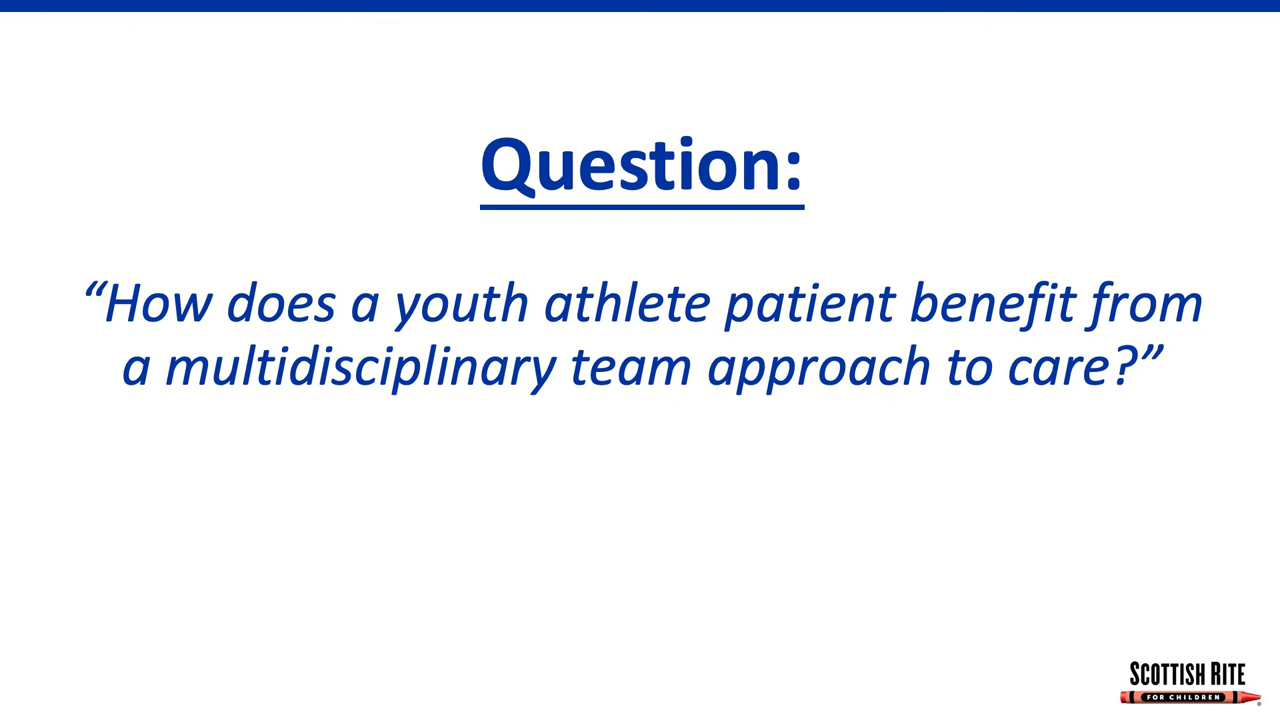 Question:
“How does a youth athlete patient benefit from
a multidisciplinary team approach to care?”
SCOTTISH RITE
FOR CHILDREN
®